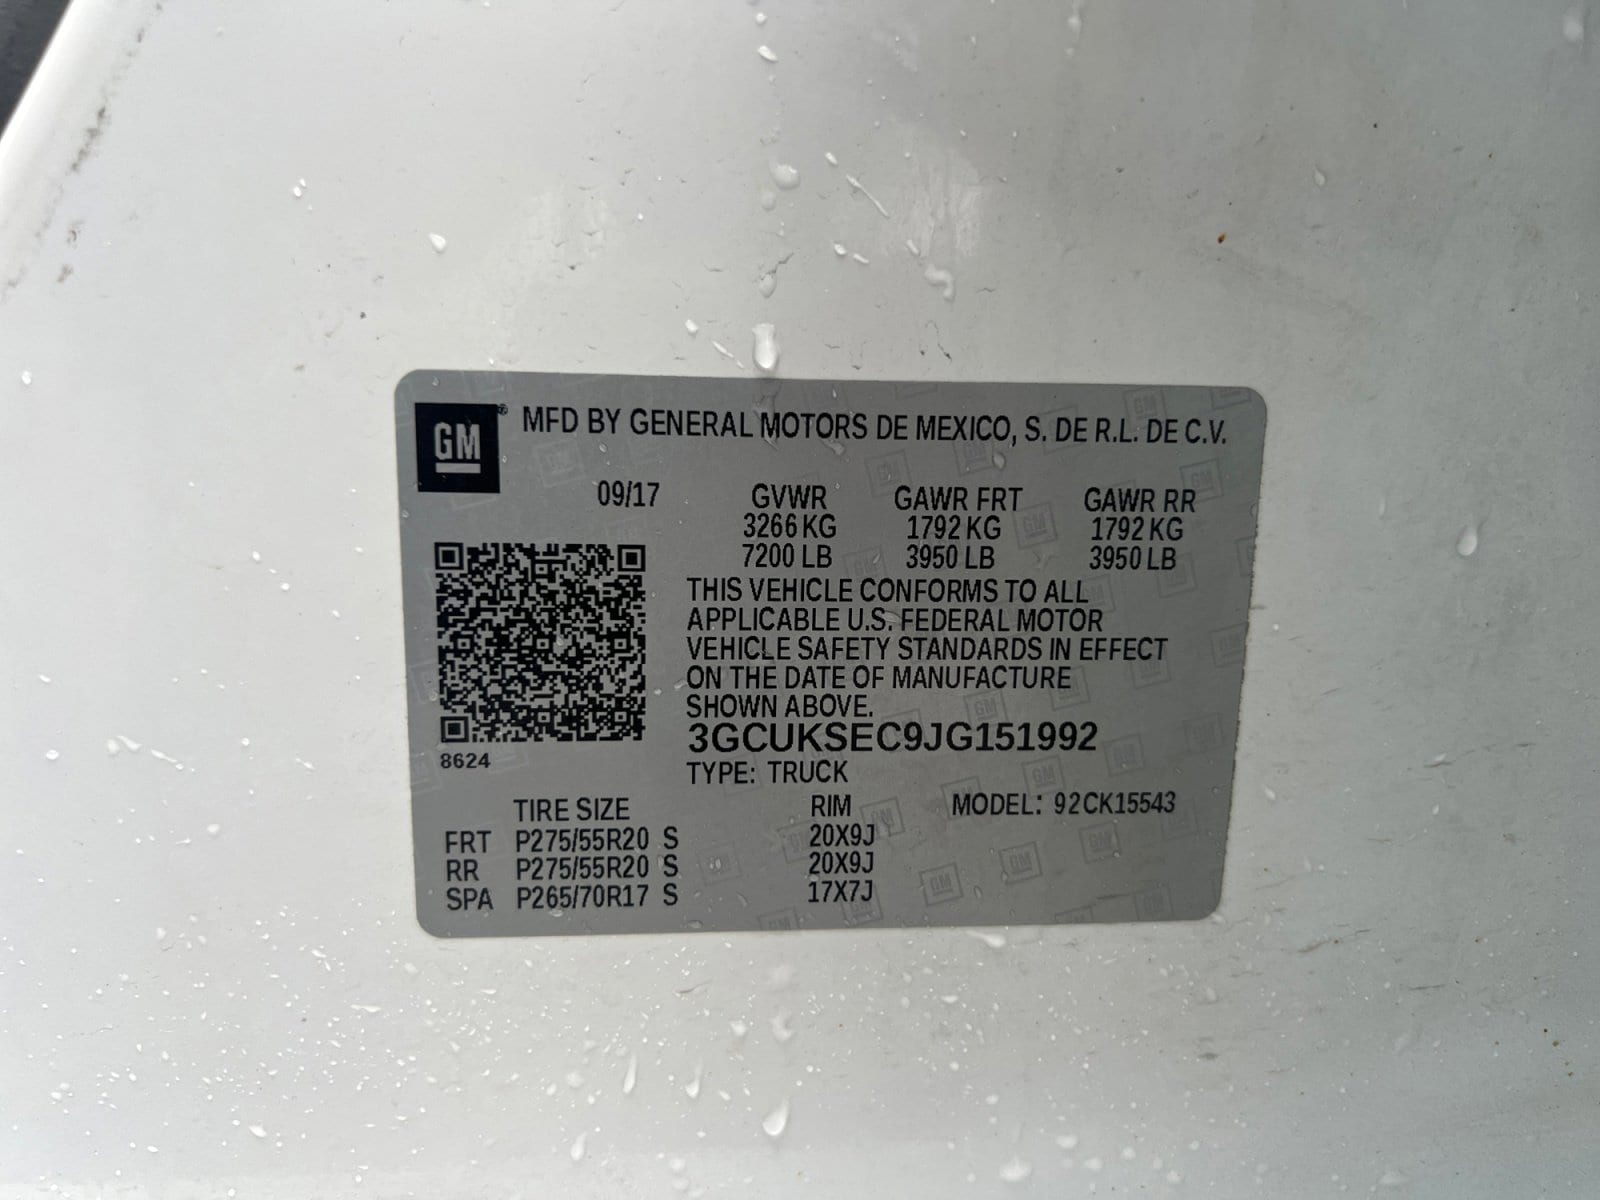 GM® MFD BY GENERAL MOTORS DE MEXICO, S. DE R.L. DE C.V.
09/17 GVWR GAWR FRT GAWR RR
3266 KG 1792 KG 1792 KG
7200 LB 3950 LB 3950 LB
THIS VEHICLE CONFORMS TO ALL
APPLICABLE U.S. FEDERAL MOTOR
VEHICLE SAFETY STANDARDS IN EFFECT
ON THE DATE OF MANUFACTURE
SHOWN ABOVE.
3GCUKSEC9JG151992
8624
TYPE: TRUCK
TIRE SIZE RIM MODEL: 92CK15543
FRT P275/55R20 S 20X9J
RR P275/55R20 S 20X9J
SPA P265/70R17 S 17X7J